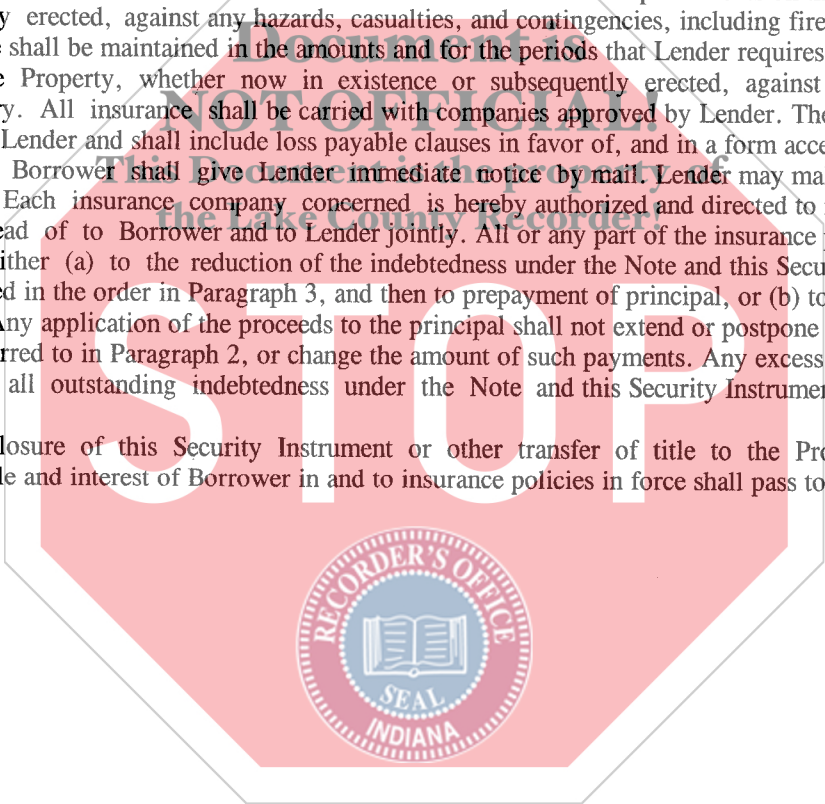 y erected, against any hazards, casualties, and contingencies, including fire
shall be maintained in the amounts and for the periods that Lender requires
e Property, whether now in existence or subsequently erected, against
Document is
y. All insurance shall be carried with companies approved by Lender. The
NOT OFFICIAL!
Lender and shall include loss payable clauses in favor of, and in a form acce
Borrower shall give Lender immediate notice by mail. Lender may ma
This Document is the property of
Each insurance company concerned is hereby authorized and directed to
the Lake County Recorder!
ead of to Borrower and to Lender jointly. All or any part of the insurance
ither (a) to the reduction of the indebtedness under the Note and this Secu
ed in the order in Paragraph 3, and then to prepayment of principal, or (b) to
Any application of the proceeds to the principal shall not extend or postpone
rred to in Paragraph 2, or change the amount of such payments. Any excess
all outstanding indebtedness under the Note and this Security Instrumen
STOP
losure of this Security Instrument or other transfer of title to the Pro
le and interest of Borrower in and to insurance policies in force shall pass to
RECORDER'S OFFICE
SEAL
INDIANA